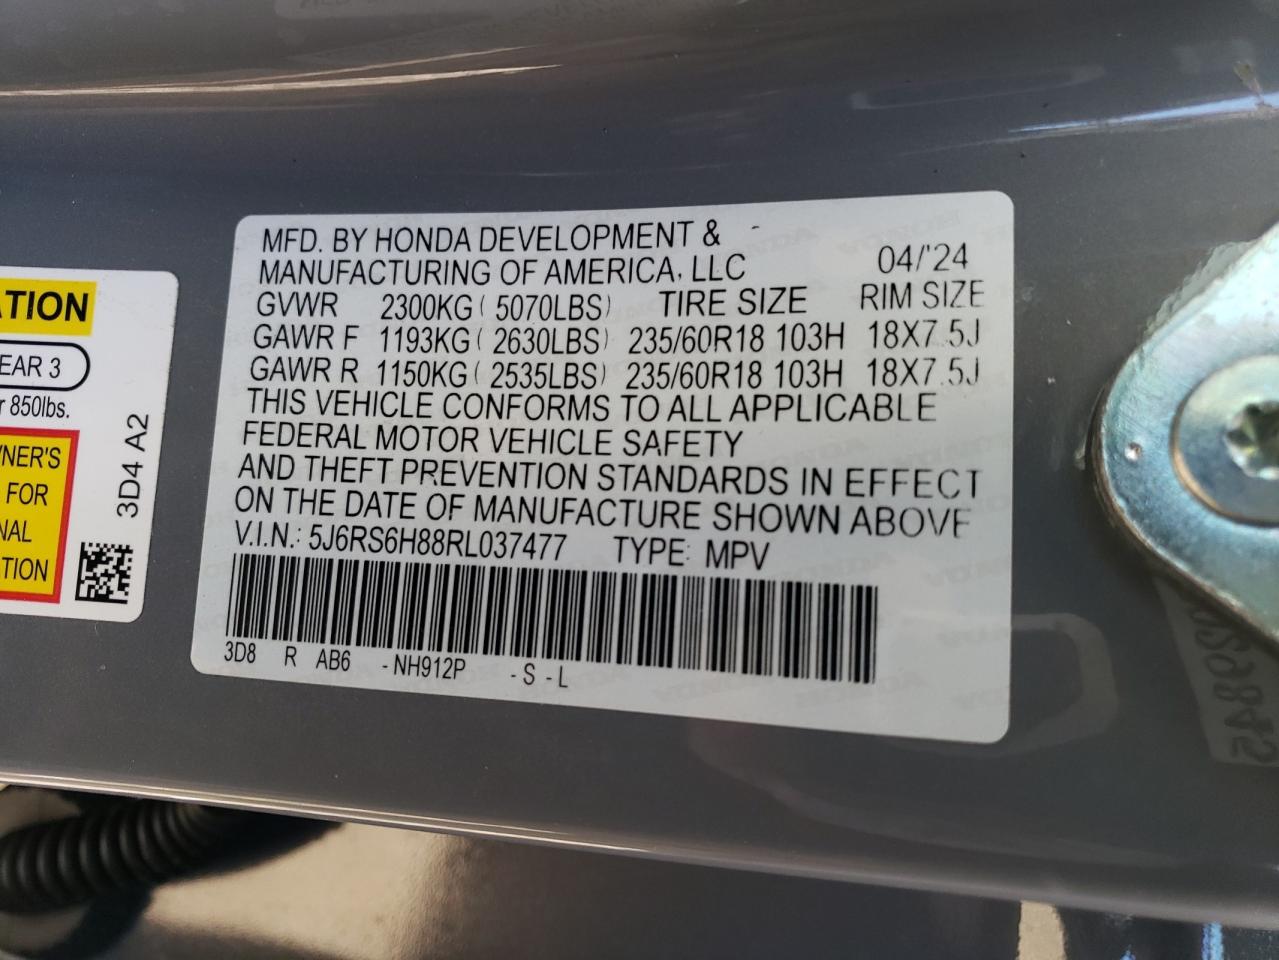 ATION
EAR 3
r 850lbs.
NER'S
FOR
NAL
TION
3D4 A2
MFD. BY HONDA DEVELOPMENT &
MANUFACTURING OF AMERICA, LLC 04/'24
GVWR 2300KG ( 5070LBS) TIRE SIZE RIM SIZE
GAWR F 1193KG ( 2630LBS) 235/60R18 103H 18X7.5J
GAWR R 1150KG ( 2535LBS) 235/60R18 103H 18X7.5J
THIS VEHICLE CONFORMS TO ALL APPLICABLE
FEDERAL MOTOR VEHICLE SAFETY
AND THEFT PREVENTION STANDARDS IN EFFECT
ON THE DATE OF MANUFACTURE SHOWN ABOVE
V.I.N.: 5J6RS6H88RL037477 TYPE: MPV
3D8 R AB6 -NH912P -S-L